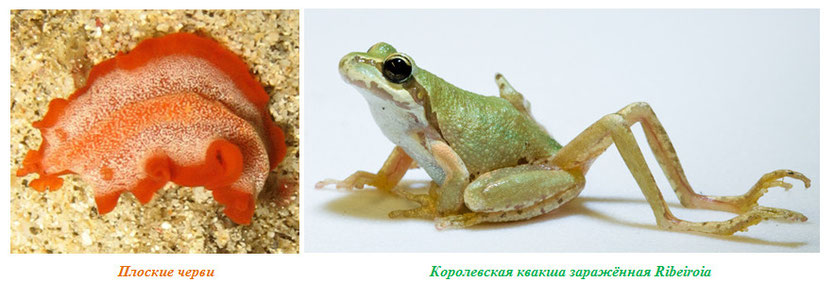 Плоские черви
Королевская квакша заражённая Ribeiroia